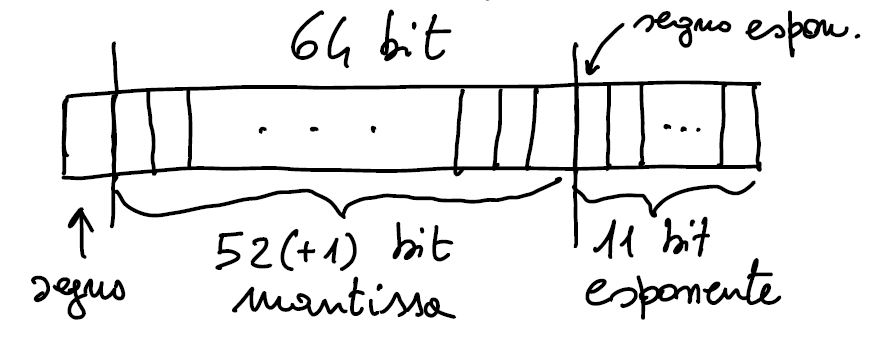 64 bit
segno espon.
. . .
...
segno
52(+1) bit
mantissa
11 bit
esponente